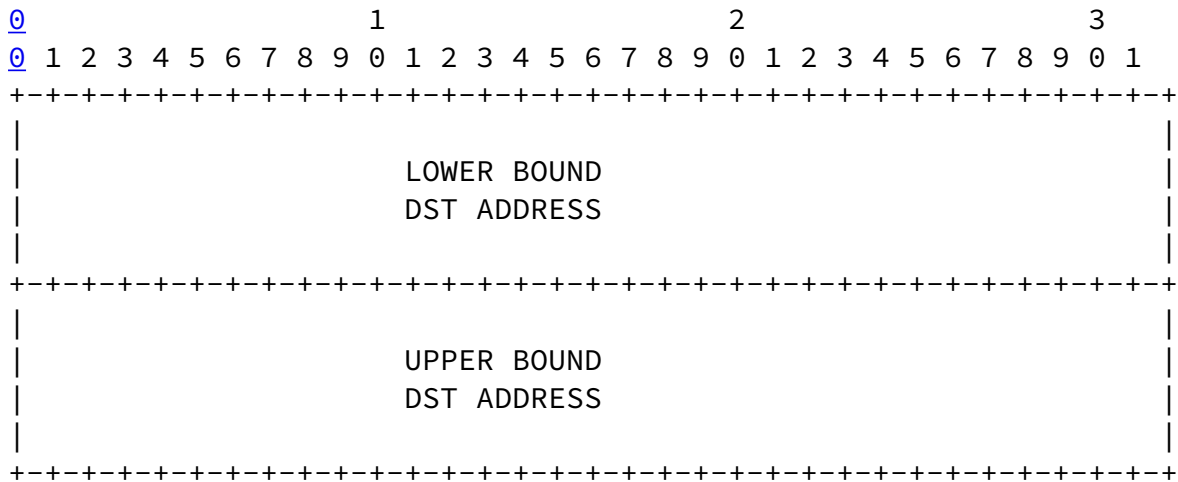 0                   1                   2                   3
0 1 2 3 4 5 6 7 8 9 0 1 2 3 4 5 6 7 8 9 0 1 2 3 4 5 6 7 8 9 0 1
+-+-+-+-+-+-+-+-+-+-+-+-+-+-+-+-+-+-+-+-+-+-+-+-+-+-+-+-+-+-+-+-+
|                                                               |
|                     LOWER BOUND                               |
|                     DST ADDRESS                               |
|                                                               |
+-+-+-+-+-+-+-+-+-+-+-+-+-+-+-+-+-+-+-+-+-+-+-+-+-+-+-+-+-+-+-+-+
|                                                               |
|                     UPPER BOUND                               |
|                     DST ADDRESS                               |
|                                                               |
+-+-+-+-+-+-+-+-+-+-+-+-+-+-+-+-+-+-+-+-+-+-+-+-+-+-+-+-+-+-+-+-+